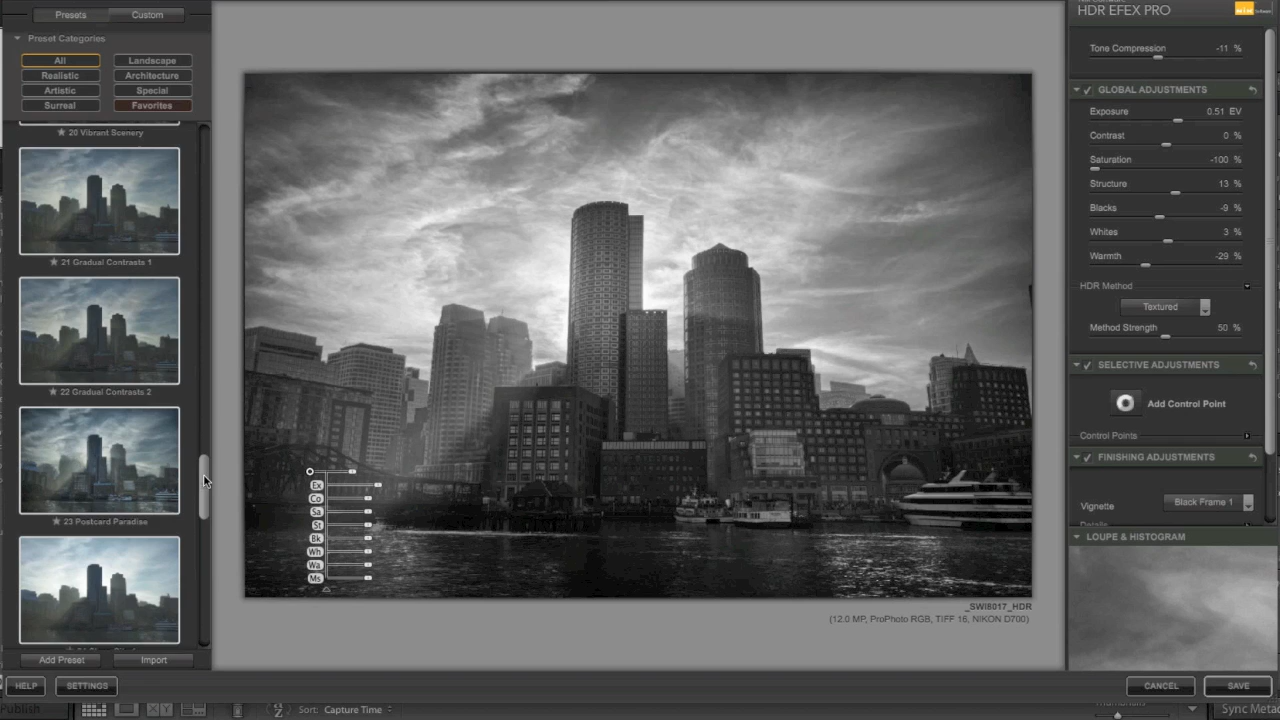 Presets
Custom
Preset Categories
All
Landscape
Realistic
Architecture
Artistic
Special
Surreal
Favorites
★ 20 Vibrant Scenery
★ 21 Gradual Contrasts 1
★ 22 Gradual Contrasts 2
★ 23 Postcard Paradise
Add Preset
Import
HELP
SETTINGS
Ex
Co
Sa
St
Bk
Wh
Wa
Ms
_SWI8017_HDR
(12.0 MP, ProPhoto RGB, TIFF 16, NIKON D700)
HDR EFEX PRO
Nik Software
Tone Compression -11 %
GLOBAL ADJUSTMENTS
Exposure 0.51 EV
Contrast 0 %
Saturation -100 %
Structure 13 %
Blacks -9 %
Whites 3 %
Warmth -29 %
HDR Method
Textured
Method Strength 50 %
SELECTIVE ADJUSTMENTS
Add Control Point
Control Points
FINISHING ADJUSTMENTS
Vignette Black Frame 1
LOUPE & HISTOGRAM
CANCEL
SAVE
Publish
XY
Sort: Capture Time
Sync Metad